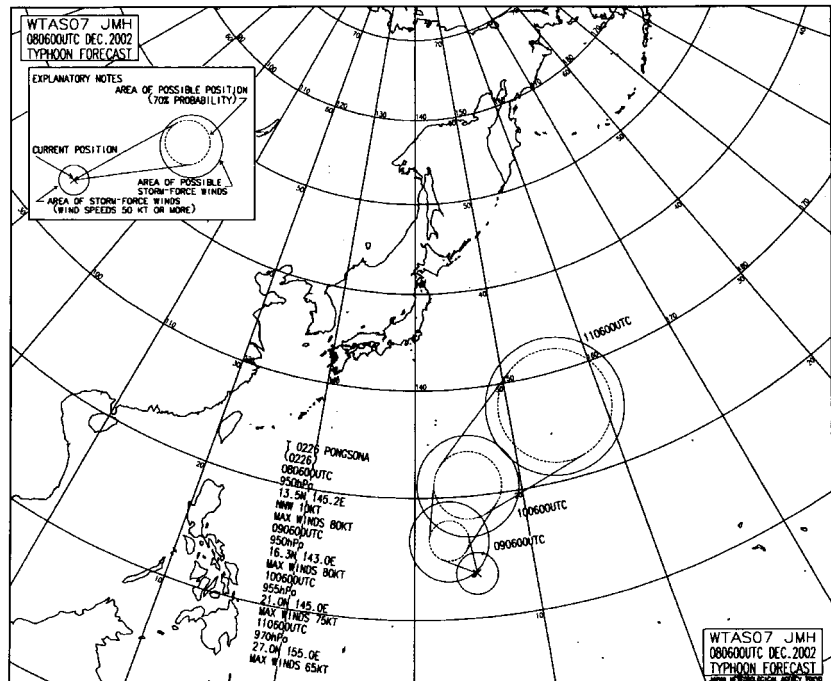 WTAS07 JMH
080600UTC DEC.2002
TYPHOON FORECAST
EXPLANATORY NOTES
AREA OF POSSIBLE POSITION
(70% PROBABILITY)
CURRENT POSITION
AREA OF POSSIBLE
STORM-FORCE WINDS
AREA OF STORM-FORCE WINDS
(WIND SPEEDS 50 KT OR MORE)
110600UTC
100600UTC
090600UTC
T 0226 PONGSONA
(0226)
080600UTC
950hPa
13.5N 145.2E
NNW 10KT
MAX WINDS 80KT
090600UTC
950hPa
16.3N 143.0E
MAX WINDS 80KT
100600UTC
955hPa
21.0N 145.0E
MAX WINDS 75KT
110600UTC
970hPa
27.0N 155.0E
MAX WINDS 65KT
WTAS07 JMH
080600UTC DEC.2002
TYPHOON FORECAST